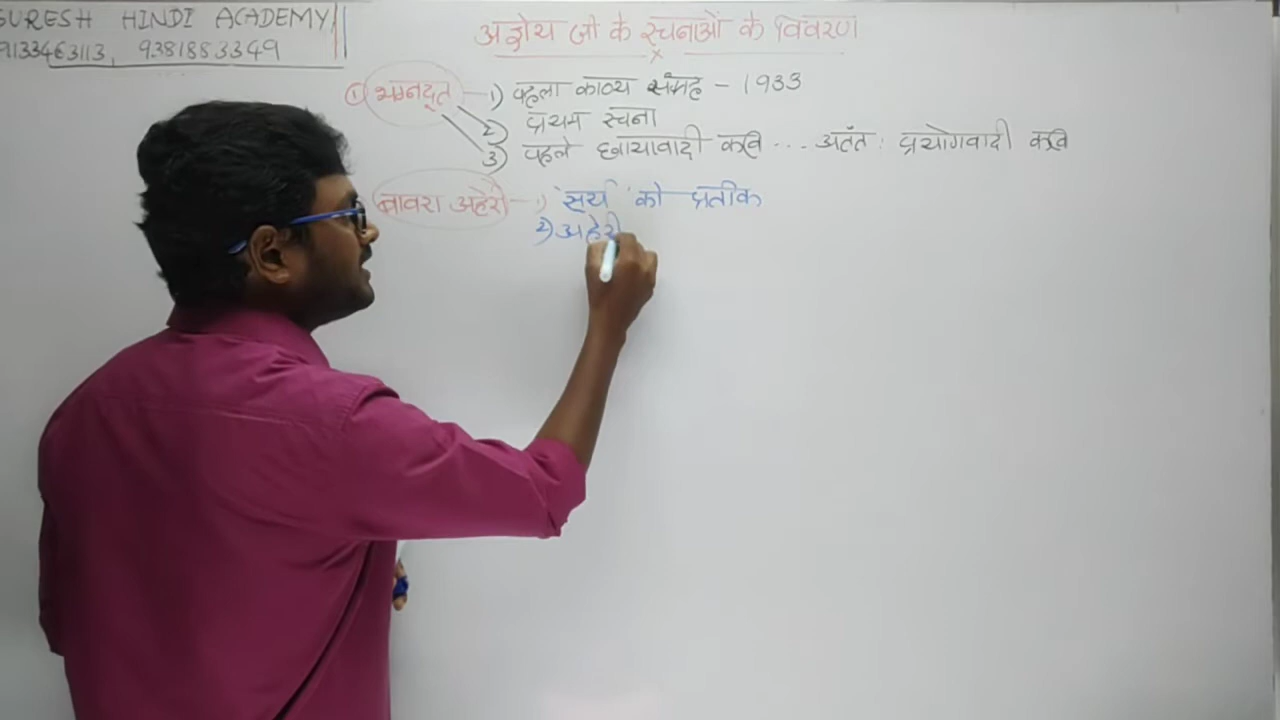 SURESH HINDI ACADEMY
9133463113, 9381883349
अज्ञेय जी के रचनाओं के विवरण
x
① भग्नदूत - 1) पहला काव्य संग्रह - 1933
2) प्रथम रचना
3) पहले छायावादी कवि ... अतंत: प्रयोगवादी कवि
बावरा अहेरी - 1) 'सूर्य' को प्रतीक
2) अहेरी